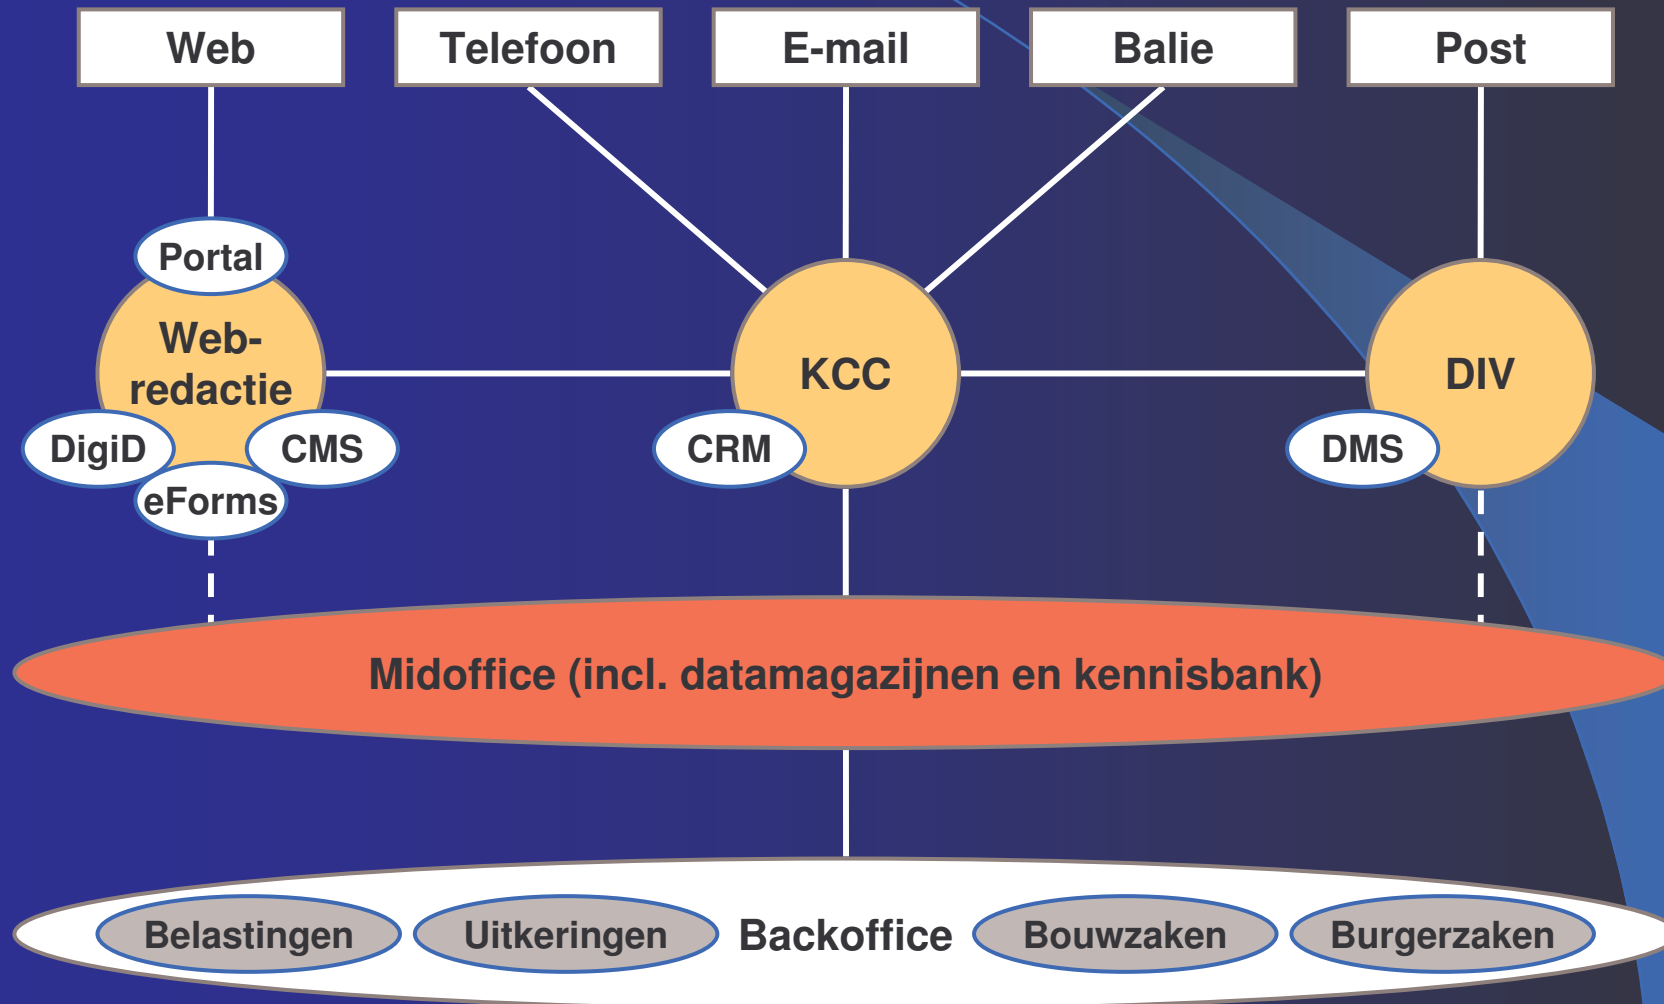 Web
Telefoon
E-mail
Balie
Post
Portal
Web-
redactie
KCC
DIV
DigiD
CMS
CRM
DMS
eForms
Midoffice (incl. datamagazijnen en kennisbank)
Belastingen
Uitkeringen
Backoffice
Bouwzaken
Burgerzaken